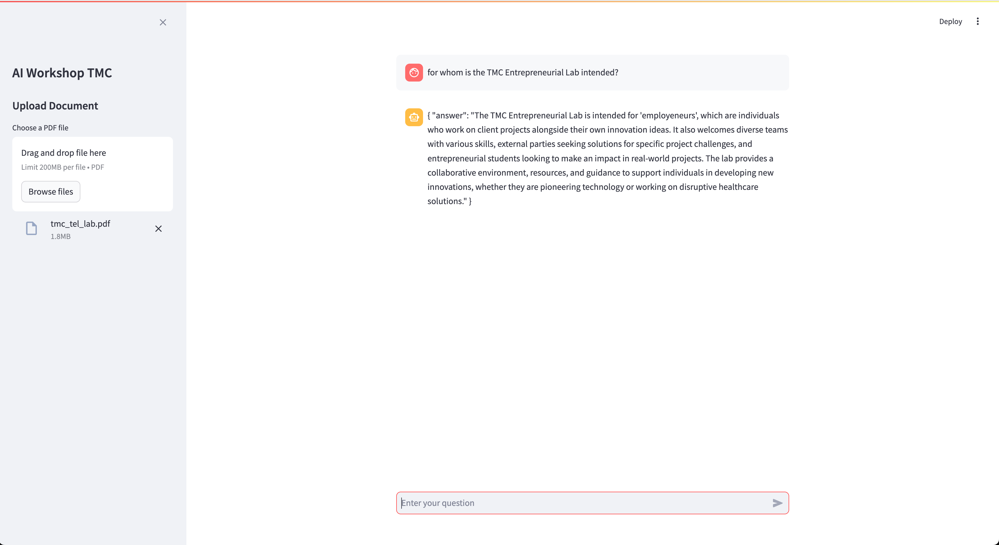 Deploy
AI Workshop TMC
Upload Document
Choose a PDF file
Drag and drop file here
Limit 200MB per file • PDF
Browse files
tmc_tel_lab.pdf
1.8MB
for whom is the TMC Entrepreneurial Lab intended?
{ "answer": "The TMC Entrepreneurial Lab is intended for 'employeneurs', which are individuals
who work on client projects alongside their own innovation ideas. It also welcomes diverse teams
with various skills, external parties seeking solutions for specific project challenges, and
entrepreneurial students looking to make an impact in real-world projects. The lab provides a
collaborative environment, resources, and guidance to support individuals in developing new
innovations, whether they are pioneering technology or working on disruptive healthcare
solutions." }
Enter your question